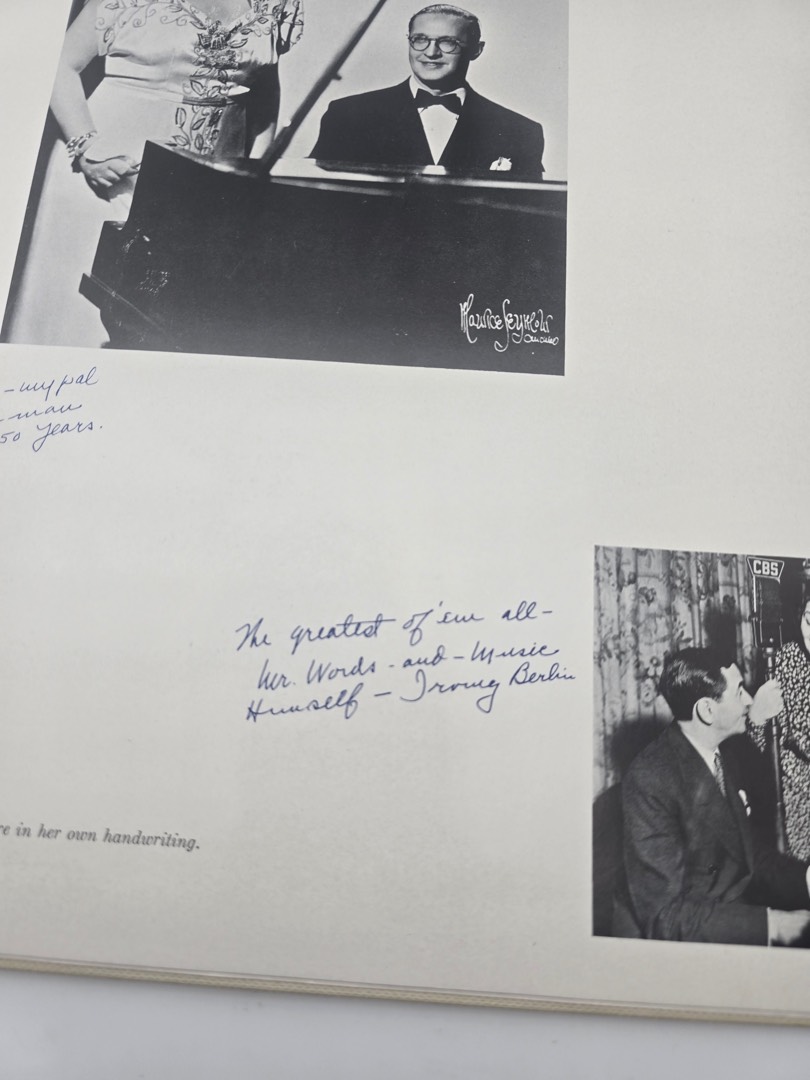 Maurice Seymour
Chicago
– my pal
– man
50 years.
CBS
The greatest of 'em all –
Mr. Words – and – Music
Himself – Irving Berlin
re in her own handwriting.